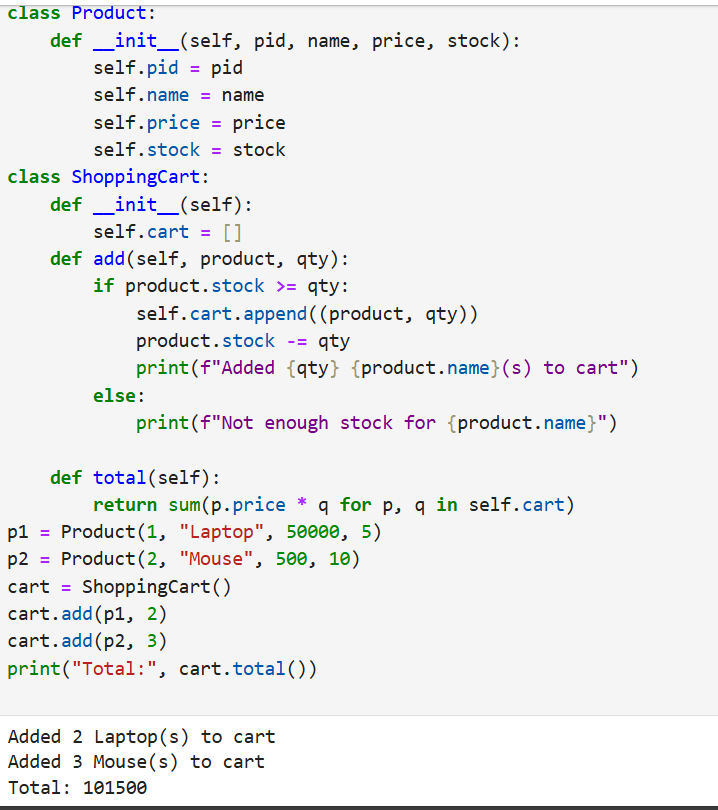 class Product:
    def __init__(self, pid, name, price, stock):
        self.pid = pid
        self.name = name
        self.price = price
        self.stock = stock
class ShoppingCart:
    def __init__(self):
        self.cart = []
    def add(self, product, qty):
        if product.stock >= qty:
            self.cart.append((product, qty))
            product.stock -= qty
            print(f"Added {qty} {product.name}(s) to cart")
        else:
            print(f"Not enough stock for {product.name}")

    def total(self):
        return sum(p.price * q for p, q in self.cart)
p1 = Product(1, "Laptop", 50000, 5)
p2 = Product(2, "Mouse", 500, 10)
cart = ShoppingCart()
cart.add(p1, 2)
cart.add(p2, 3)
print("Total:", cart.total())

Added 2 Laptop(s) to cart
Added 3 Mouse(s) to cart
Total: 101500